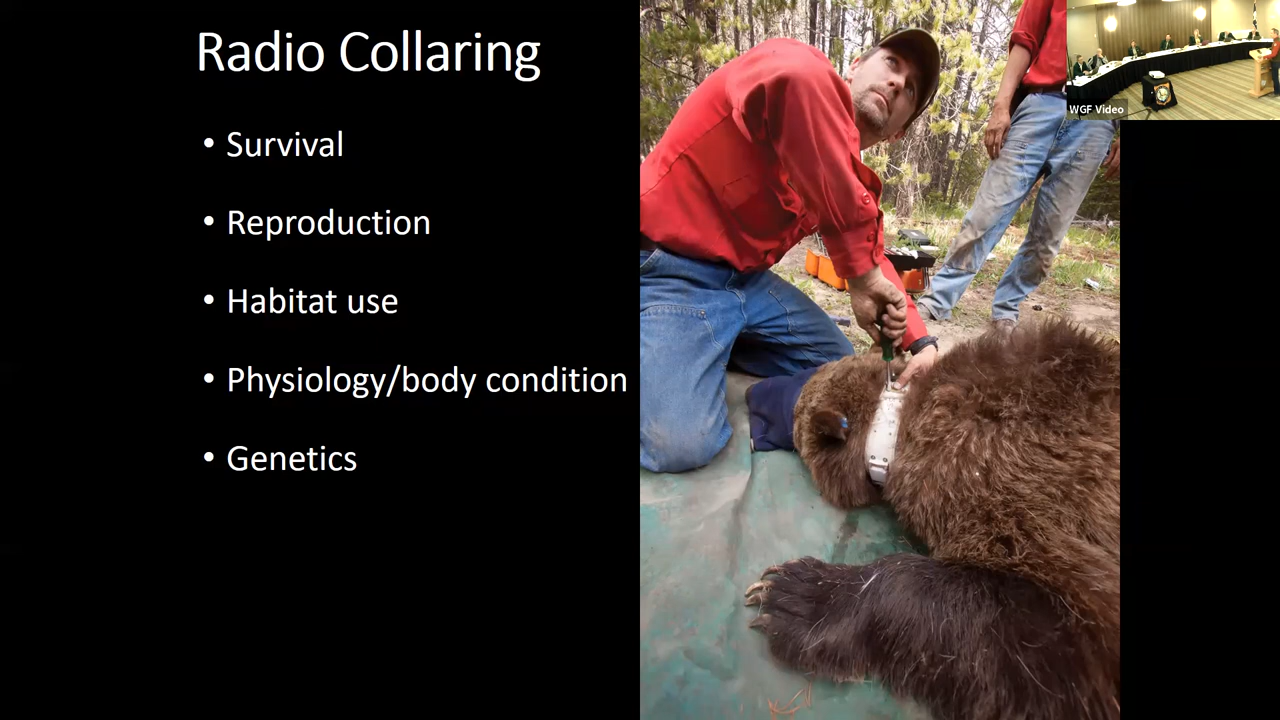 Radio Collaring
• Survival
• Reproduction
• Habitat use
• Physiology/body condition
• Genetics
WGF Video